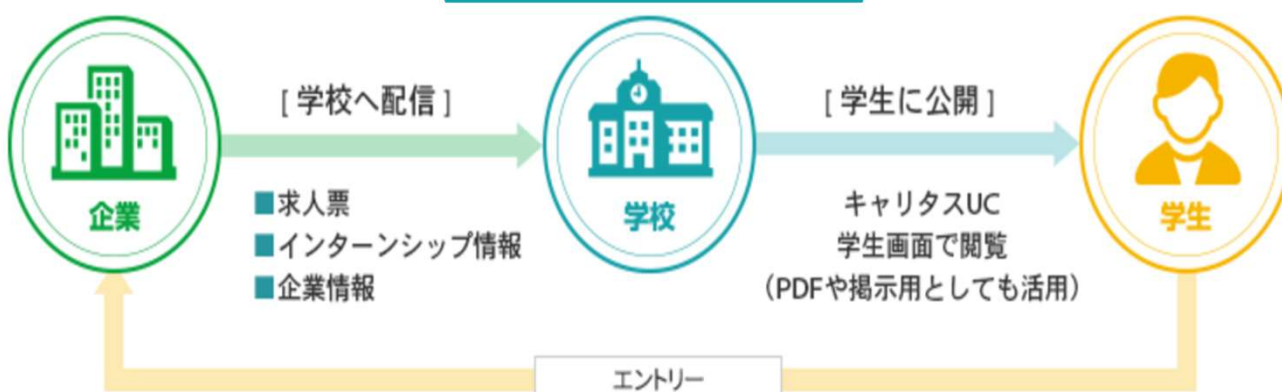 [ 学校へ配信 ]
[ 学生に公開 ]
企業
■求人票
■インターンシップ情報
■企業情報
学校
キャリタスUC
学生画面で閲覧
（PDFや掲示用としても活用）
学生
エントリー